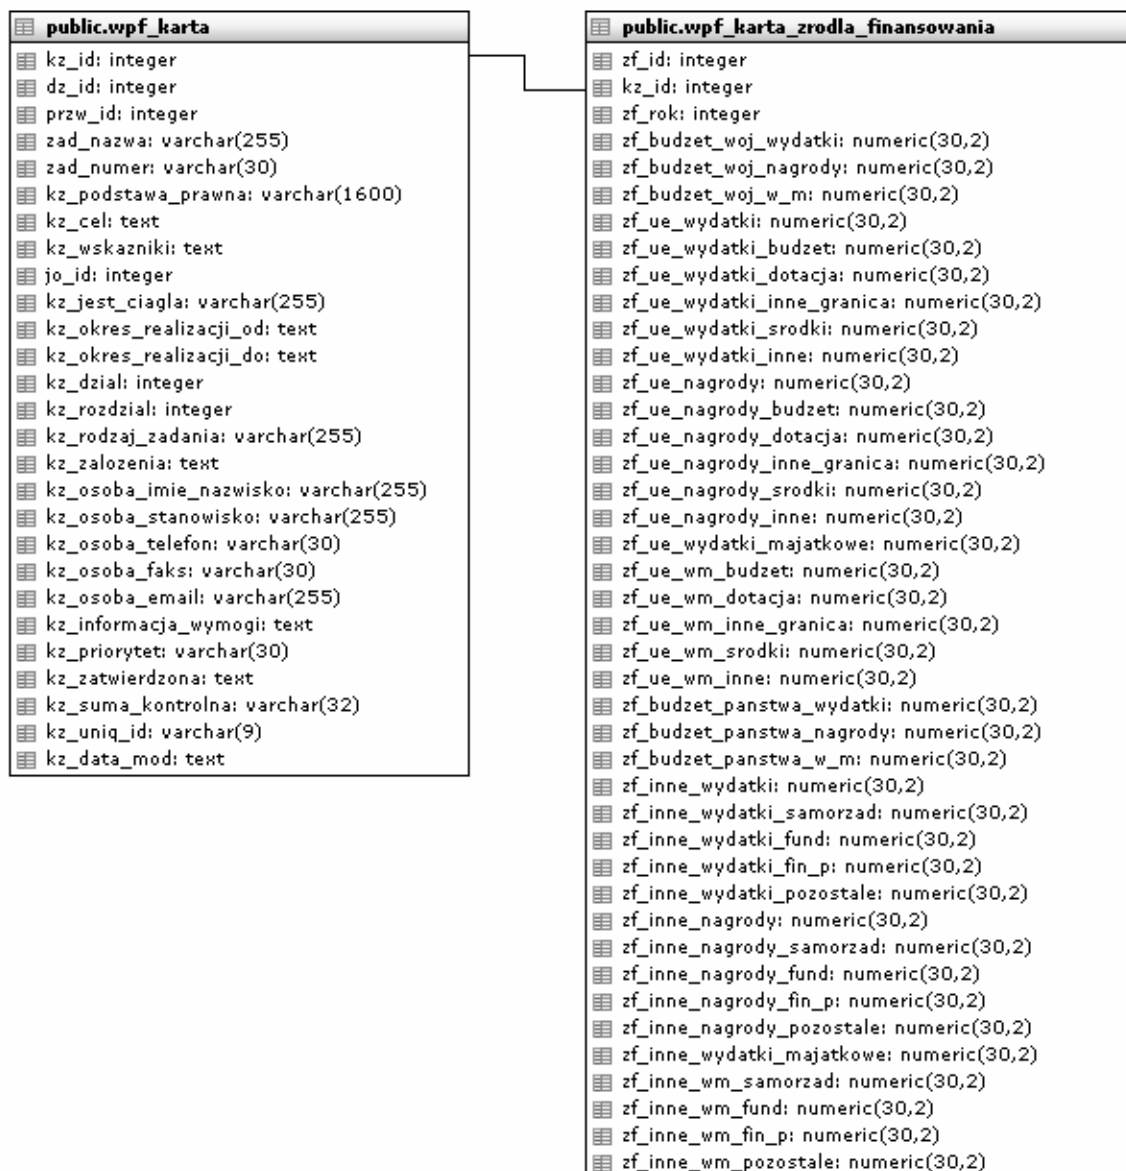 public.wpf_karta
kz_id: integer
dz_id: integer
przw_id: integer
zad_nazwa: varchar(255)
zad_numer: varchar(30)
kz_podstawa_prawna: varchar(1600)
kz_cel: text
kz_wskazniki: text
jo_id: integer
kz_jest_ciagla: varchar(255)
kz_okres_realizacji_od: text
kz_okres_realizacji_do: text
kz_dzial: integer
kz_rozdzial: integer
kz_rodzaj_zadania: varchar(255)
kz_zalozenia: text
kz_osoba_imie_nazwisko: varchar(255)
kz_osoba_stanowisko: varchar(255)
kz_osoba_telefon: varchar(30)
kz_osoba_faks: varchar(30)
kz_osoba_email: varchar(255)
kz_informacja_wymogi: text
kz_priorytet: varchar(30)
kz_zatwierdzona: text
kz_suma_kontrolna: varchar(32)
kz_uniq_id: varchar(9)
kz_data_mod: text
public.wpf_karta_zrodla_finansowania
zf_id: integer
kz_id: integer
zf_rok: integer
zf_budzet_woj_wydatki: numeric(30,2)
zf_budzet_woj_nagrody: numeric(30,2)
zf_budzet_woj_w_m: numeric(30,2)
zf_ue_wydatki: numeric(30,2)
zf_ue_wydatki_budzet: numeric(30,2)
zf_ue_wydatki_dotacja: numeric(30,2)
zf_ue_wydatki_inne_granica: numeric(30,2)
zf_ue_wydatki_srodki: numeric(30,2)
zf_ue_wydatki_inne: numeric(30,2)
zf_ue_nagrody: numeric(30,2)
zf_ue_nagrody_budzet: numeric(30,2)
zf_ue_nagrody_dotacja: numeric(30,2)
zf_ue_nagrody_inne_granica: numeric(30,2)
zf_ue_nagrody_srodki: numeric(30,2)
zf_ue_nagrody_inne: numeric(30,2)
zf_ue_wydatki_majatkowe: numeric(30,2)
zf_ue_wm_budzet: numeric(30,2)
zf_ue_wm_dotacja: numeric(30,2)
zf_ue_wm_inne_granica: numeric(30,2)
zf_ue_wm_srodki: numeric(30,2)
zf_ue_wm_inne: numeric(30,2)
zf_budzet_panstwa_wydatki: numeric(30,2)
zf_budzet_panstwa_nagrody: numeric(30,2)
zf_budzet_panstwa_w_m: numeric(30,2)
zf_inne_wydatki: numeric(30,2)
zf_inne_wydatki_samorzad: numeric(30,2)
zf_inne_wydatki_fund: numeric(30,2)
zf_inne_wydatki_fin_p: numeric(30,2)
zf_inne_wydatki_pozostale: numeric(30,2)
zf_inne_nagrody: numeric(30,2)
zf_inne_nagrody_samorzad: numeric(30,2)
zf_inne_nagrody_fund: numeric(30,2)
zf_inne_nagrody_fin_p: numeric(30,2)
zf_inne_nagrody_pozostale: numeric(30,2)
zf_inne_wydatki_majatkowe: numeric(30,2)
zf_inne_wm_samorzad: numeric(30,2)
zf_inne_wm_fund: numeric(30,2)
zf_inne_wm_fin_p: numeric(30,2)
zf_inne_wm_pozostale: numeric(30,2)